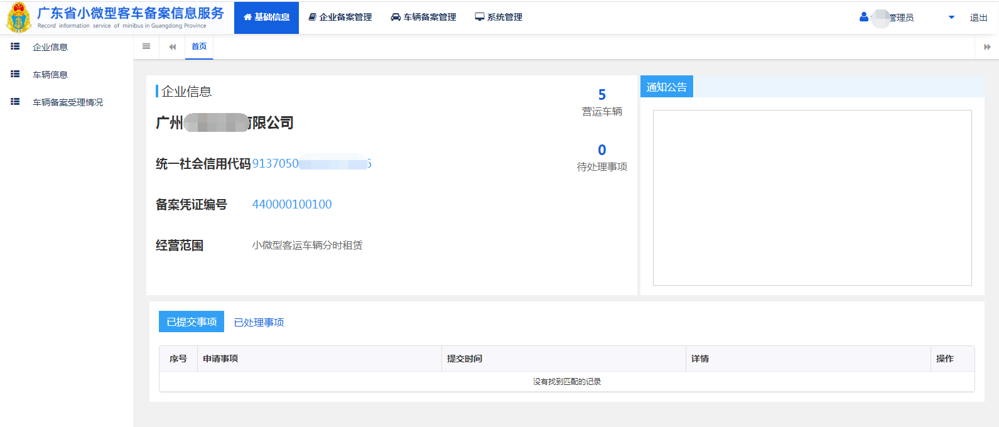 广东省小微型客车备案信息服务
Record information service of minibus in Guangdong Province
基础信息
企业备案管理
车辆备案管理
系统管理
管理员
退出
企业信息
车辆信息
车辆备案受理情况
首页
企业信息
广州 有限公司
统一社会信用代码 9137050 6
备案凭证编号 440000100100
经营范围 小微型客运车辆分时租赁
5
营运车辆
0
待处理事项
通知公告
已提交事项 已处理事项
序号 申请事项 提交时间 详情 操作
没有找到匹配的记录